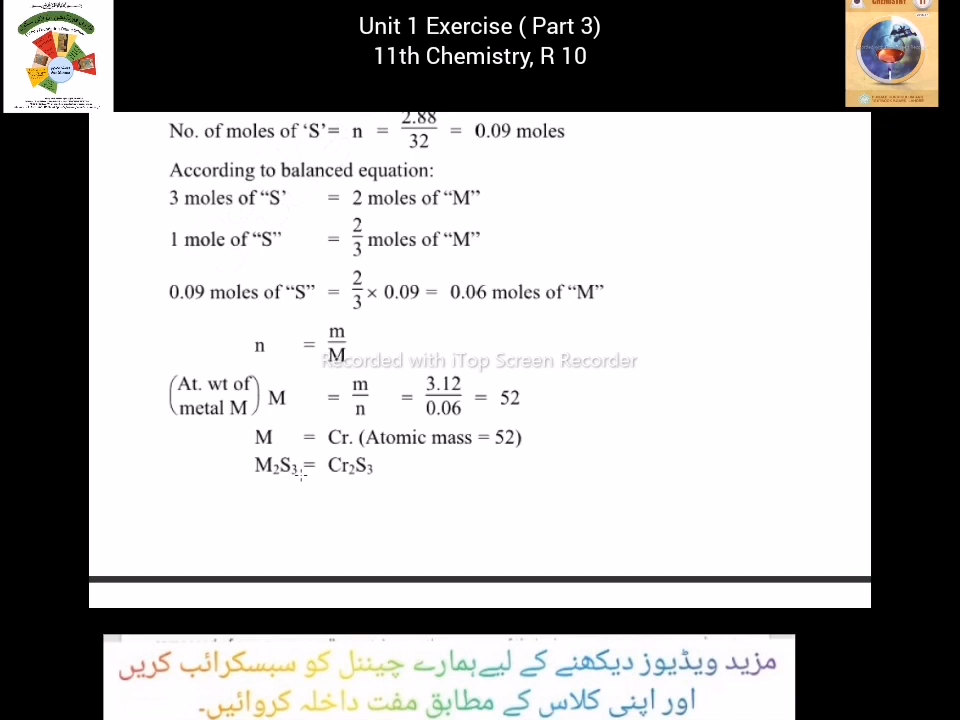 Unit 1 Exercise ( Part 3)
11th Chemistry, R 10
CHEMISTRY 11
No. of moles of ‘S’= n = 2.88/32 = 0.09 moles
According to balanced equation:
3 moles of “S’ = 2 moles of “M”
1 mole of “S” = 2/3 moles of “M”
0.09 moles of “S” = 2/3 × 0.09 = 0.06 moles of “M”
n = m/M
Recorded with iTop Screen Recorder
(At. wt of metal M) M = m/n = 3.12/0.06 = 52
M = Cr. (Atomic mass = 52)
M₂S₃ = Cr₂S₃
مزید ویڈیوز دیکھنے کے لیے ہمارے چیننل کو سبسکرائب کریں
اور اپنی کلاس کے مطابق مفت داخلہ کروائیں۔